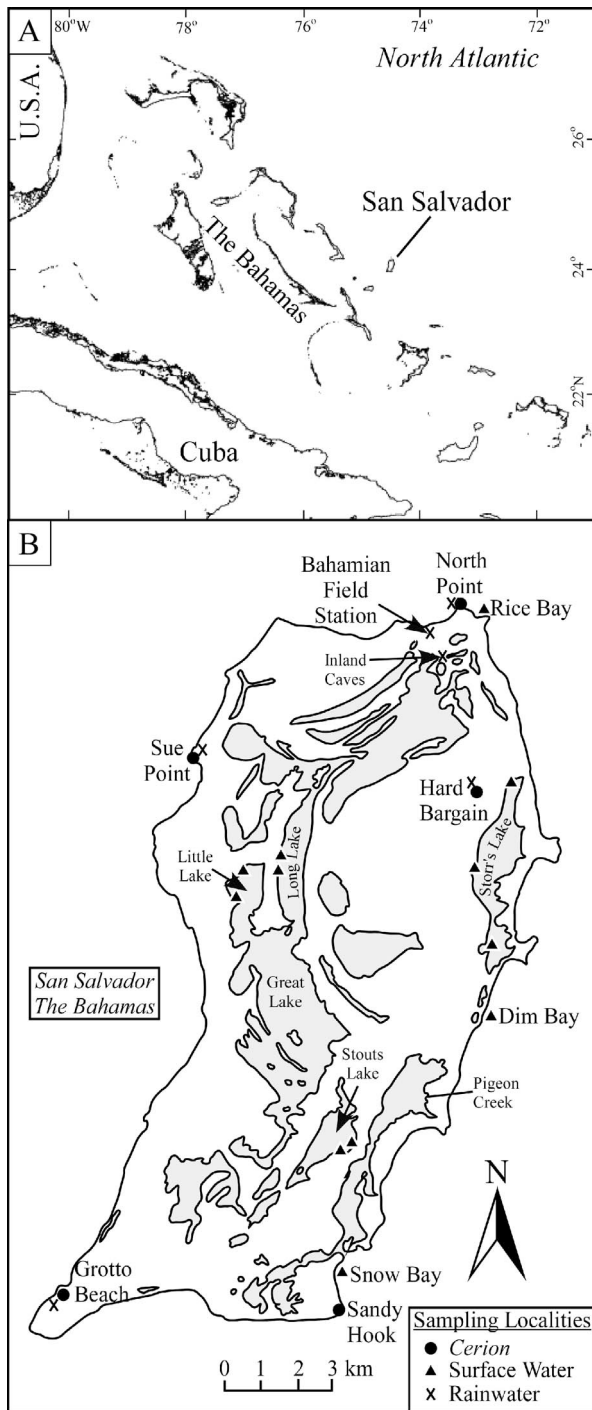 A
80°W
78°
76°
74°
72°
North Atlantic
U.S.A.
26°
San Salvador
The Bahamas
24°
22°N
Cuba
B
North
Point
Bahamian
Field
Station
Rice Bay
Inland
Caves
Sue
Point
Hard
Bargain
Storr's Lake
Long Lake
Little
Lake
San Salvador
The Bahamas
Great
Lake
Dim Bay
Stouts
Lake
Pigeon
Creek
N
Snow Bay
Grotto
Beach
Sandy
Hook
0 1 2 3 km
Sampling Localities
Cerion
Surface Water
x Rainwater